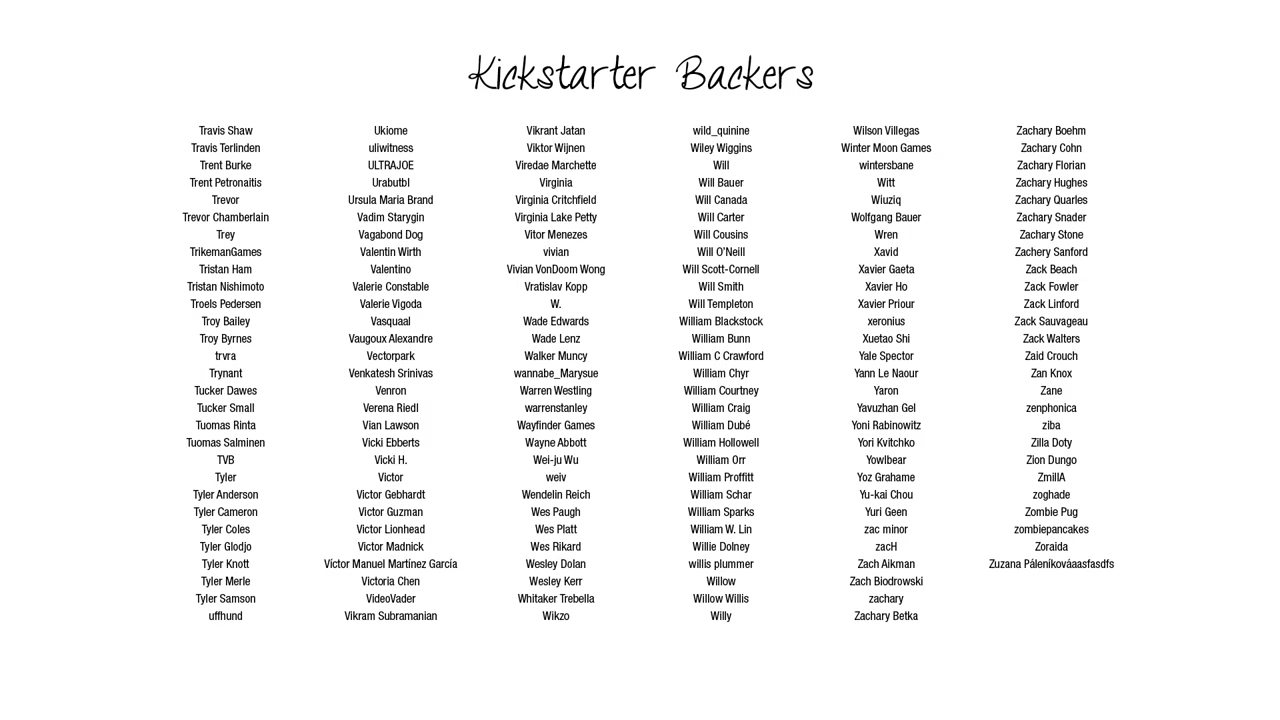 Kickstarter Backers
Travis Shaw
Travis Terlinden
Trent Burke
Trent Petronaitis
Trevor
Trevor Chamberlain
Trey
TrikemanGames
Tristan Ham
Tristan Nishimoto
Troels Pedersen
Troy Bailey
Troy Byrnes
trvra
Trynant
Tucker Dawes
Tucker Small
Tuomas Rinta
Tuomas Salminen
TVB
Tyler
Tyler Anderson
Tyler Cameron
Tyler Coles
Tyler Glodjo
Tyler Knott
Tyler Merle
Tyler Samson
uffhund
Ukiome
uliwitness
ULTRAJOE
Urabutbl
Ursula Maria Brand
Vadim Starygin
Vagabond Dog
Valentin Wirth
Valentino
Valerie Constable
Valerie Vigoda
Vasquaal
Vaugoux Alexandre
Vectorpark
Venkatesh Srinivas
Venron
Verena Riedl
Vian Lawson
Vicki Ebberts
Vicki H.
Victor
Victor Gebhardt
Victor Guzman
Victor Lionhead
Victor Madnick
Víctor Manuel Martínez García
Victoria Chen
VideoVader
Vikram Subramanian
Vikrant Jatan
Viktor Wijnen
Viredae Marchette
Virginia
Virginia Critchfield
Virginia Lake Petty
Vitor Menezes
vivian
Vivian VonDoom Wong
Vratislav Kopp
W.
Wade Edwards
Wade Lenz
Walker Muncy
wannabe_Marysue
Warren Westling
warrenstanley
Wayfinder Games
Wayne Abbott
Wei-ju Wu
weiv
Wendelin Reich
Wes Paugh
Wes Platt
Wes Rikard
Wesley Dolan
Wesley Kerr
Whitaker Trebella
Wikzo
wild_quinine
Wiley Wiggins
Will
Will Bauer
Will Canada
Will Carter
Will Cousins
Will O'Neill
Will Scott-Cornell
Will Smith
Will Templeton
William Blackstock
William Bunn
William C Crawford
William Chyr
William Courtney
William Craig
William Dubé
William Hollowell
William Orr
William Proffitt
William Schar
William Sparks
William W. Lin
Willie Dolney
willis plummer
Willow
Willow Willis
Willy
Wilson Villegas
Winter Moon Games
wintersbane
Witt
Wiuziq
Wolfgang Bauer
Wren
Xavid
Xavier Gaeta
Xavier Ho
Xavier Priour
xeronius
Xuetao Shi
Yale Spector
Yann Le Naour
Yaron
Yavuzhan Gel
Yoni Rabinowitz
Yori Kvitchko
Yowlbear
Yoz Grahame
Yu-kai Chou
Yuri Geen
zac minor
zacH
Zach Aikman
Zach Biodrowski
zachary
Zachary Betka
Zachary Boehm
Zachary Cohn
Zachary Florian
Zachary Hughes
Zachary Quarles
Zachary Snader
Zachary Stone
Zachery Sanford
Zack Beach
Zack Fowler
Zack Linford
Zack Sauvageau
Zack Walters
Zaid Crouch
Zan Knox
Zane
zenphonica
ziba
Zilla Doty
Zion Dungo
ZmillA
zoghade
Zombie Pug
zombiepancakes
Zoraida
Zuzana Páleníkováaasfasdfs